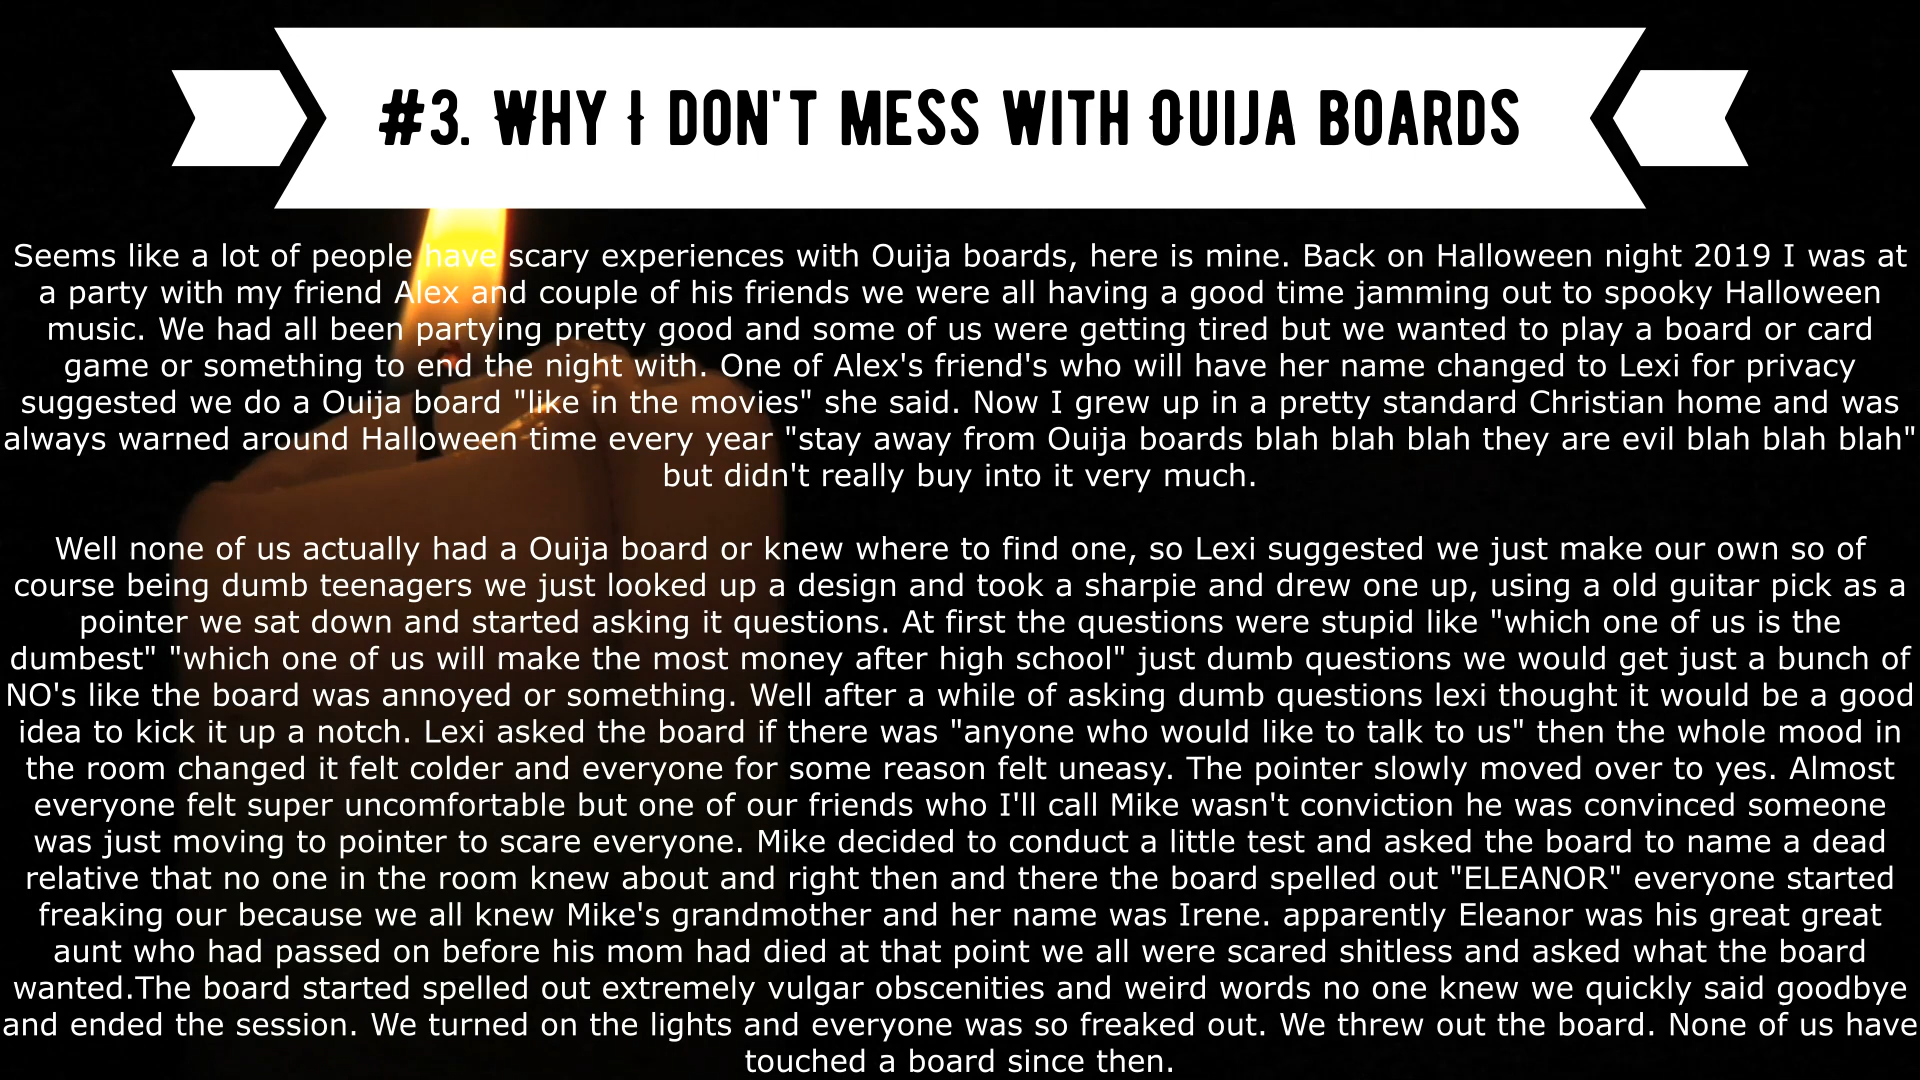 #3. Why I Don't Mess With Ouija Boards
Seems like a lot of people have scary experiences with Ouija boards, here is mine. Back on Halloween night 2019 I was at
a party with my friend Alex and couple of his friends we were all having a good time jamming out to spooky Halloween
music. We had all been partying pretty good and some of us were getting tired but we wanted to play a board or card
game or something to end the night with. One of Alex's friend's who will have her name changed to Lexi for privacy
suggested we do a Ouija board "like in the movies" she said. Now I grew up in a pretty standard Christian home and was
always warned around Halloween time every year "stay away from Ouija boards blah blah blah they are evil blah blah blah"
but didn't really buy into it very much.
Well none of us actually had a Ouija board or knew where to find one, so Lexi suggested we just make our own so of
course being dumb teenagers we just looked up a design and took a sharpie and drew one up, using a old guitar pick as a
pointer we sat down and started asking it questions. At first the questions were stupid like "which one of us is the
dumbest" "which one of us will make the most money after high school" just dumb questions we would get just a bunch of
NO's like the board was annoyed or something. Well after a while of asking dumb questions lexi thought it would be a good
idea to kick it up a notch. Lexi asked the board if there was "anyone who would like to talk to us" then the whole mood in
the room changed it felt colder and everyone for some reason felt uneasy. The pointer slowly moved over to yes. Almost
everyone felt super uncomfortable but one of our friends who I'll call Mike wasn't conviction he was convinced someone
was just moving to pointer to scare everyone. Mike decided to conduct a little test and asked the board to name a dead
relative that no one in the room knew about and right then and there the board spelled out "ELEANOR" everyone started
freaking our because we all knew Mike's grandmother and her name was Irene. apparently Eleanor was his great great
aunt who had passed on before his mom had died at that point we all were scared shitless and asked what the board
wanted.The board started spelled out extremely vulgar obscenities and weird words no one knew we quickly said goodbye
and ended the session. We turned on the lights and everyone was so freaked out. We threw out the board. None of us have
touched a board since then.